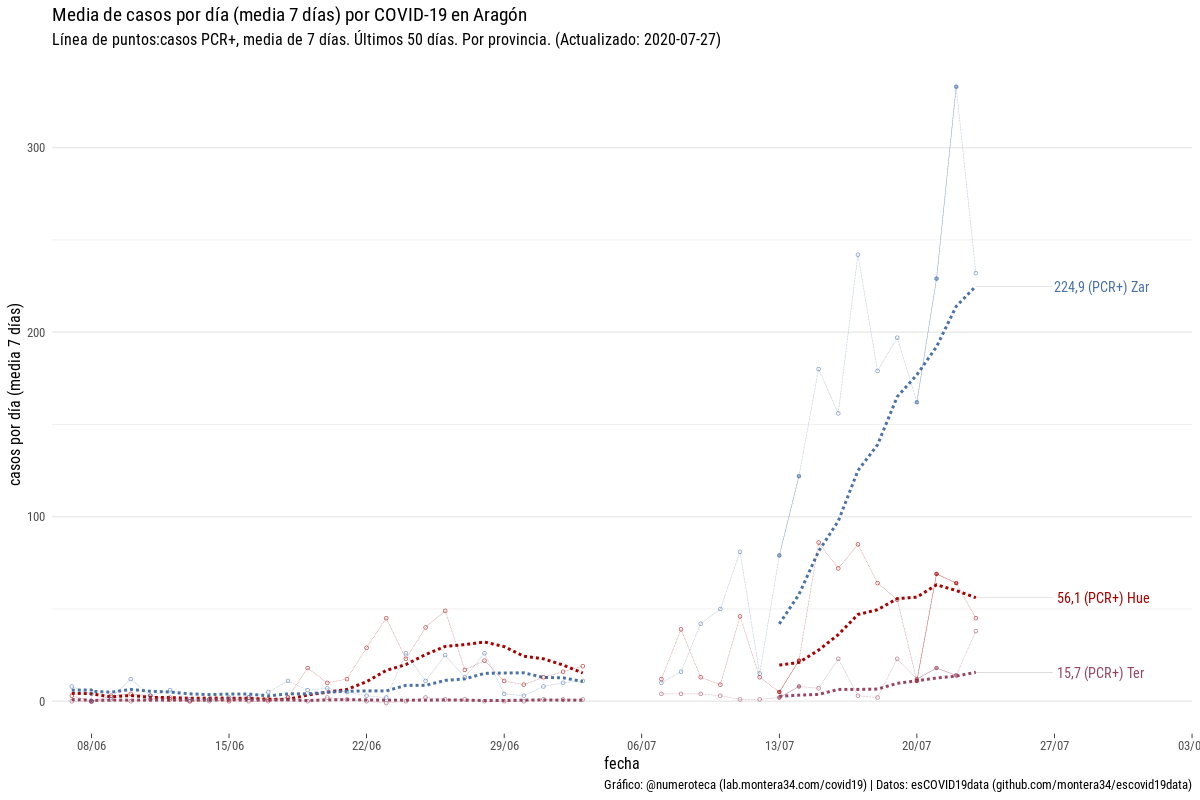 Media de casos por día (media 7 días) por COVID-19 en Aragón
Línea de puntos:casos PCR+, media de 7 días. Últimos 50 días. Por provincia. (Actualizado: 2020-07-27)
casos por día (media 7 días)
300
200
100
0
224,9 (PCR+) Zar
56,1 (PCR+) Hue
15,7 (PCR+) Ter
08/06
15/06
22/06
29/06
06/07
13/07
20/07
27/07
03/0
fecha
Gráfico: @numeroteca (lab.montera34.com/covid19) | Datos: esCOVID19data (github.com/montera34/escovid19data)